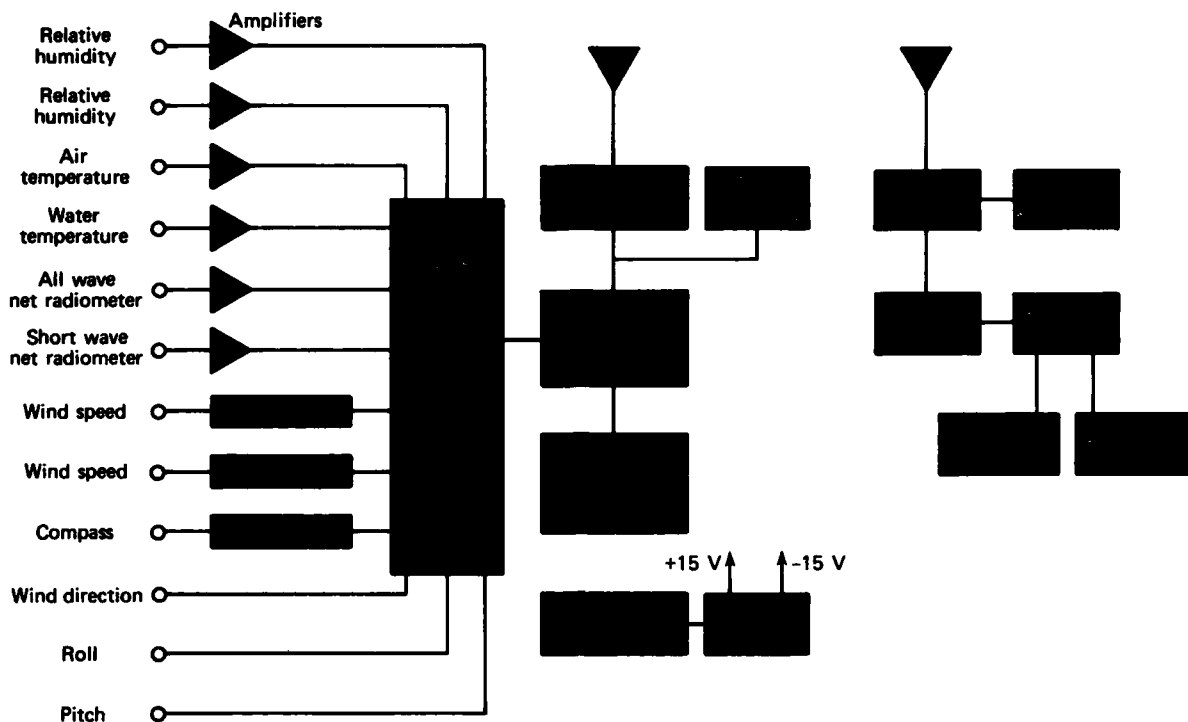 Amplifiers
Relative
humidity
Relative
humidity
Air
temperature
Water
temperature
All wave
net radiometer
Short wave
net radiometer
Wind speed
Wind speed
Compass
Wind direction
Roll
Pitch
+15 V
-15 V